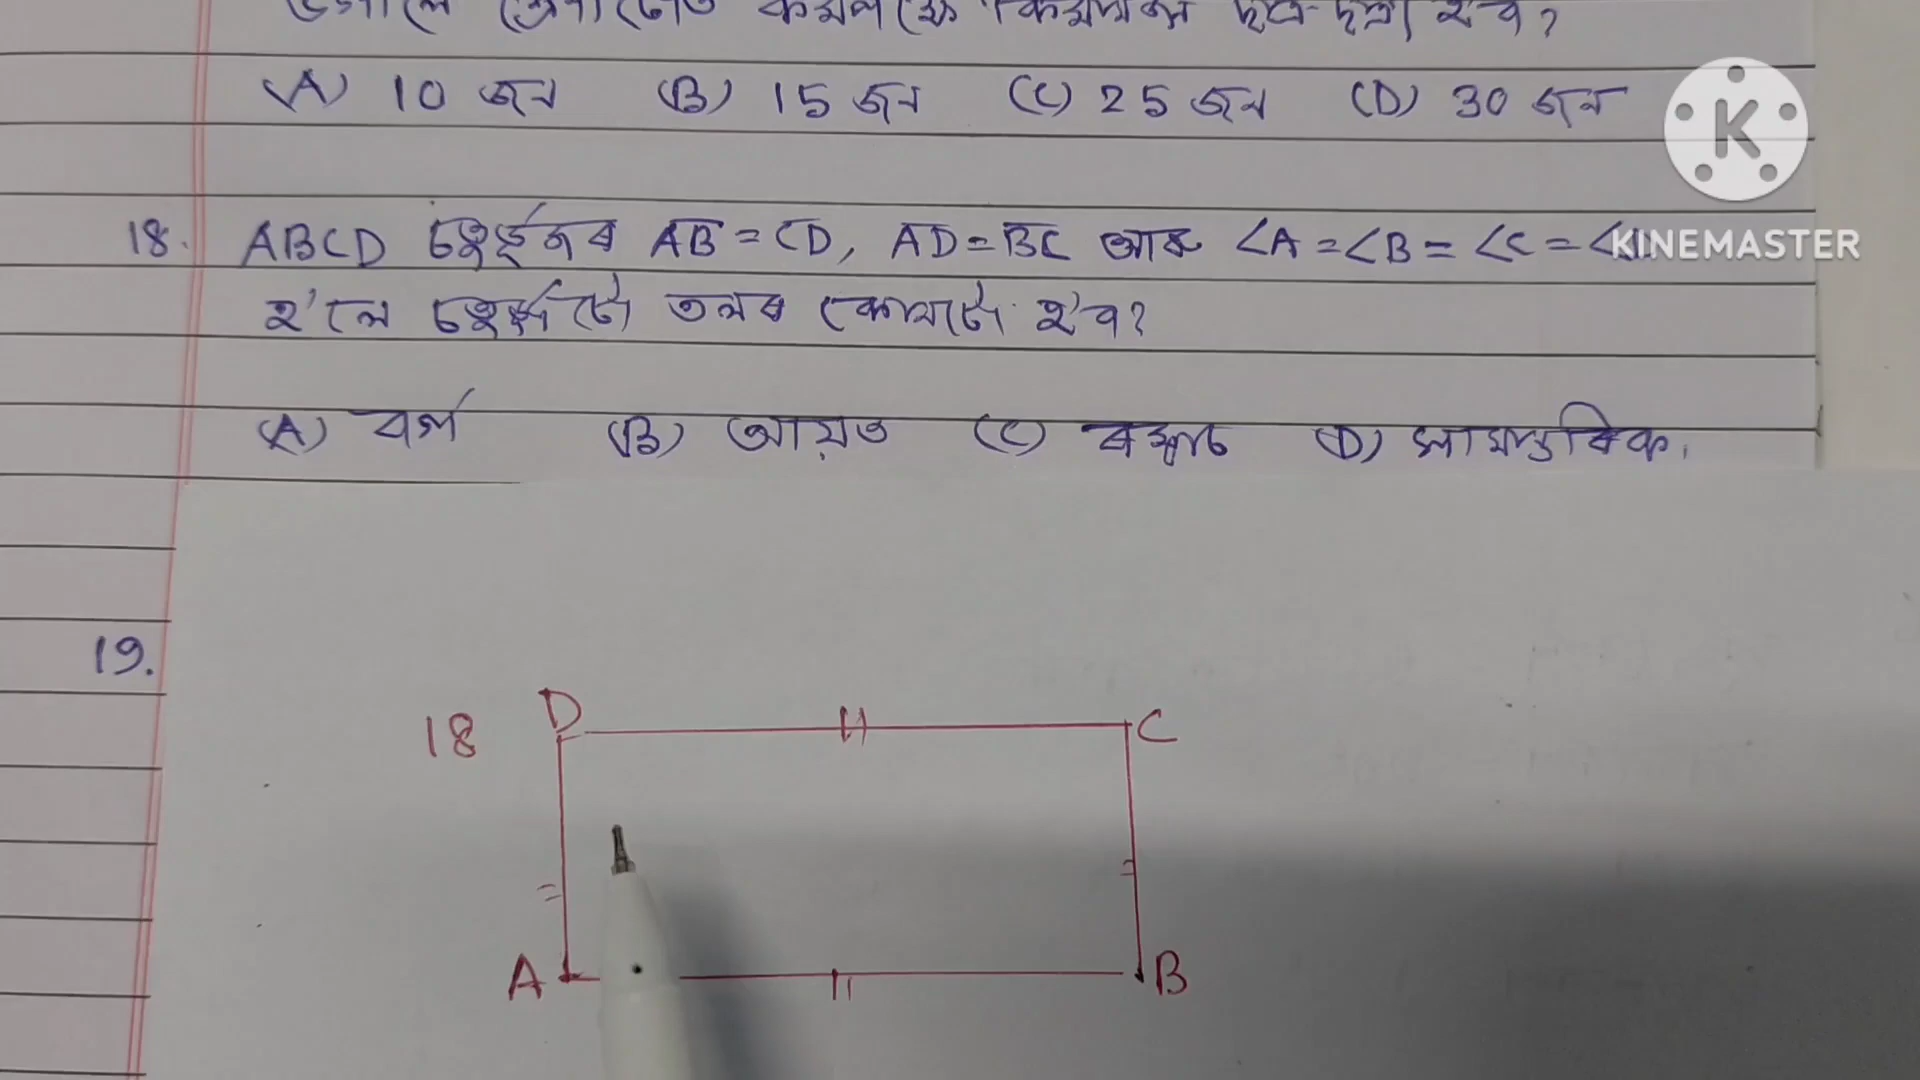 (A) 10 জন (B) 15 জন (C) 25 জন (D) 30 জন
K
KINEMASTER
18. ABCD চতুৰ্ভুজৰ AB = CD, AD = BC আৰু ∠A = ∠B = ∠C = ∠D
হ'লে চতুৰ্ভুজটো তলৰ কোনটো হ'ব?
(A) বৰ্গ (B) আয়ত (C) ৰম্বাচ (D) সামান্তৰিক।
19.
18 D C
A B